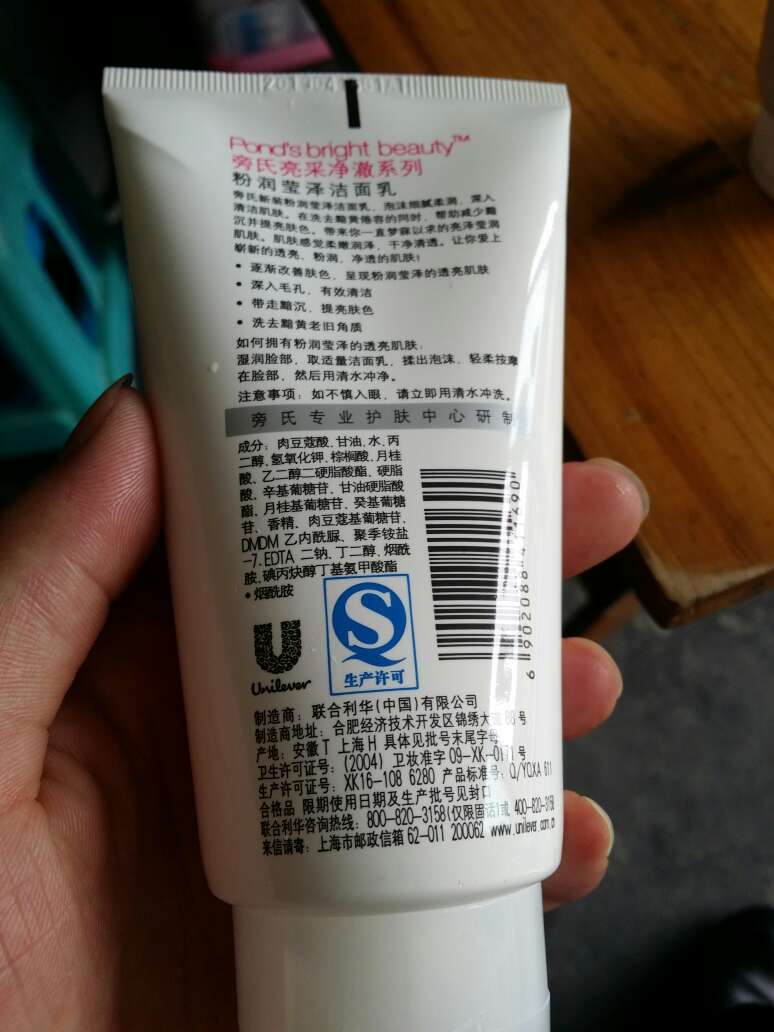 Pond's bright beauty™
旁氏亮采净澈系列
粉润莹泽洁面乳
旁氏新装粉润莹泽洁面乳，泡沫细腻柔润，深入
清洁肌肤。在洗去黯黄倦容的同时，帮助减少黯
沉并提亮肤色。带来你一直梦寐以求的亮泽莹润
肌肤。肌肤感觉柔嫩润泽，干净清透。让你爱上
崭新的透亮、粉润、净透的肌肤！
• 逐渐改善肤色，呈现粉润莹泽的透亮肌肤
• 深入毛孔，有效清洁
• 带走黯沉，提亮肤色
• 洗去黯黄老旧角质
如何拥有粉润莹泽的透亮肌肤：
湿润脸部，取适量洁面乳，揉出泡沫，轻柔按摩
在脸部，然后用清水冲净。
注意事项：如不慎入眼，请立即用清水冲洗。
旁氏专业护肤中心研制
成分：肉豆蔻酸、甘油、水、丙
二醇、氢氧化钾、棕榈酸、月桂
酸、乙二醇二硬脂酸酯、硬脂
酸、辛基葡糖苷、甘油硬脂酸
酯、月桂基葡糖苷、癸基葡糖
苷、香精、肉豆蔻基葡糖苷、
DMDM 乙内酰脲、聚季铵盐
-7、EDTA 二钠、丁二醇、烟酰
胺、碘丙炔醇丁基氨甲酸酯
• 烟酰胺
6902088
S
生产许可
Unilever
制造商：联合利华（中国）有限公司
制造商地址：合肥经济技术开发区锦绣大道 88 号
产地：安徽 T 上海 H 具体见批号末尾字母
卫生许可证号：(2004) 卫妆准字 09-XK-0171 号
生产许可证号：XK16-108 6280 产品标准号：Q/YQXA 611
合格品 限期使用日期及生产批号见封口
联合利华咨询热线：800-820-3158(仅限固话)或 400-820-3158
来信请寄：上海市邮政信箱 62-011 200062 www.unilever.com.cn